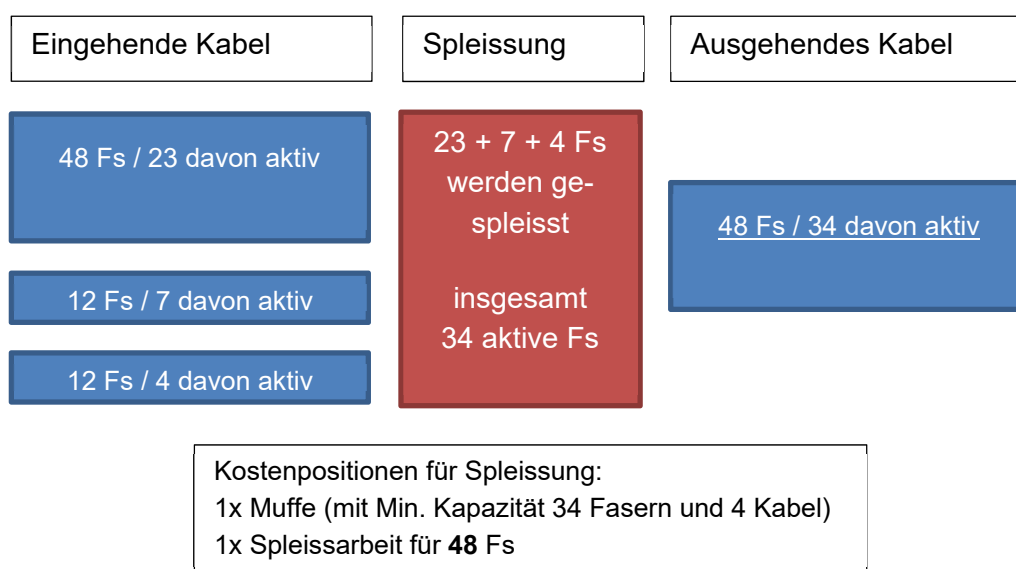 Eingehende Kabel
Spleissung
Ausgehendes Kabel
48 Fs / 23 davon aktiv
12 Fs / 7 davon aktiv
12 Fs / 4 davon aktiv
23 + 7 + 4 Fs
werden ge-
spleisst
insgesamt
34 aktive Fs
48 Fs / 34 davon aktiv
Kostenpositionen für Spleissung:
1x Muffe (mit Min. Kapazität 34 Fasern und 4 Kabel)
1x Spleissarbeit für 48 Fs